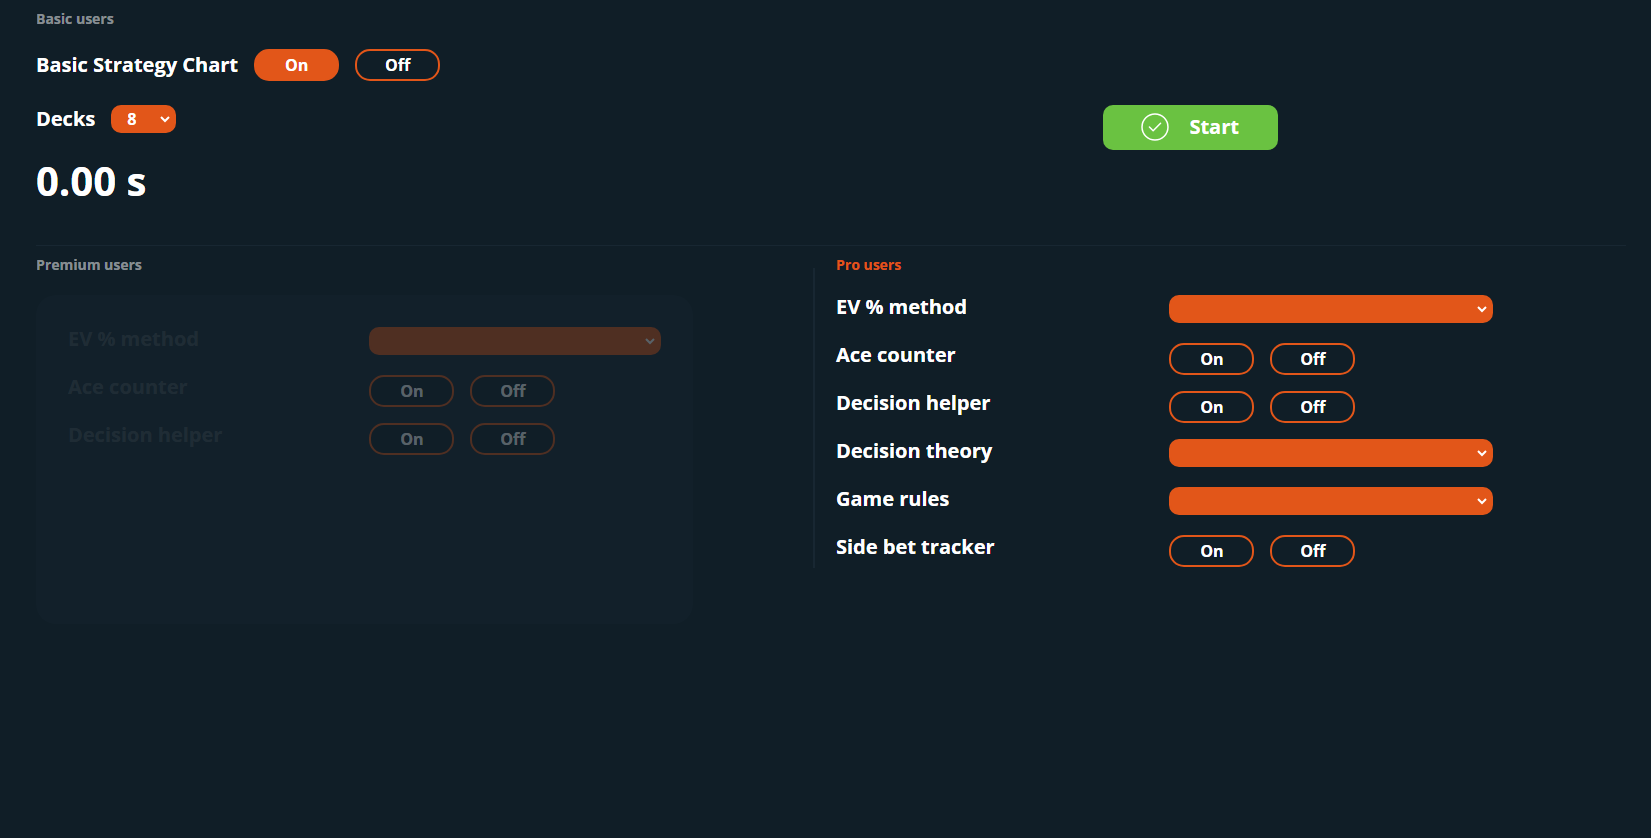 Basic users
Basic Strategy Chart On Off
Decks 8
Start
0.00 s
Premium users
EV % method
Ace counter On Off
Decision helper On Off
Pro users
EV % method
Ace counter On Off
Decision helper On Off
Decision theory
Game rules
Side bet tracker On Off